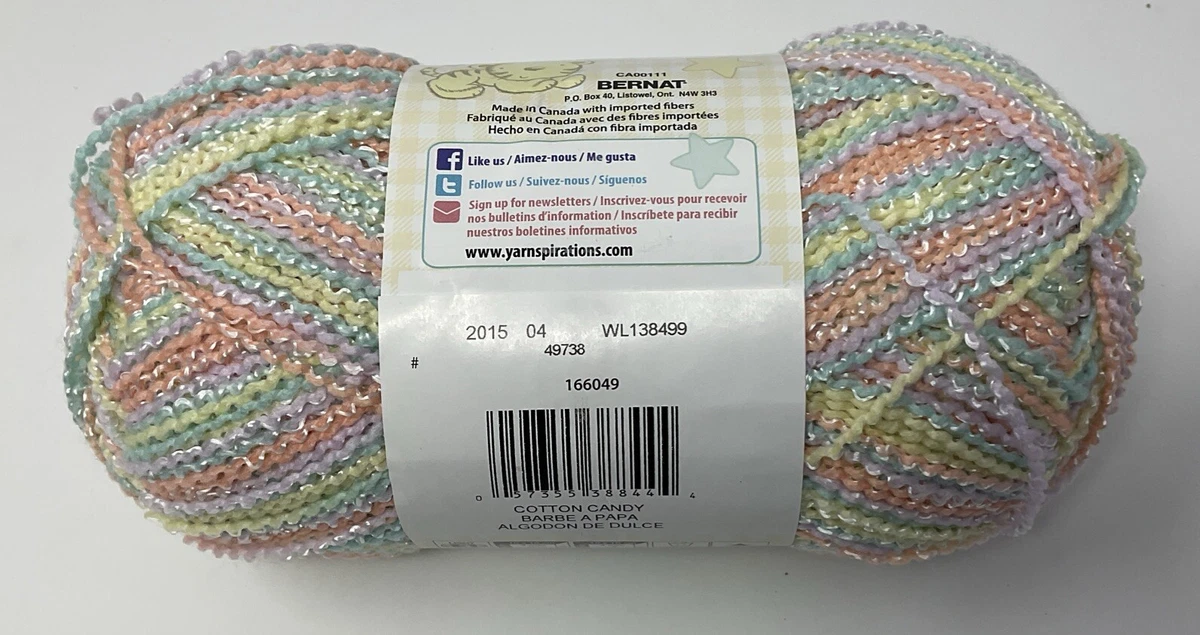 CA00111
BERNAT
P.O. Box 40, Listowel, Ont. N4W 3H3
Made in Canada with imported fibers
Fabriqué au Canada avec des fibres importées
Hecho en Canadá con fibra importada
f Like us / Aimez-nous / Me gusta
t Follow us / Suivez-nous / Síguenos
Sign up for newsletters / Inscrivez-vous pour recevoir
nos bulletins d'information / Inscríbete para recibir
nuestros boletines informativos
www.yarnspirations.com
2015 04 WL138499
49738
#
166049
0 57355 38844 4
COTTON CANDY
BARBE A PAPA
ALGODON DE DULCE